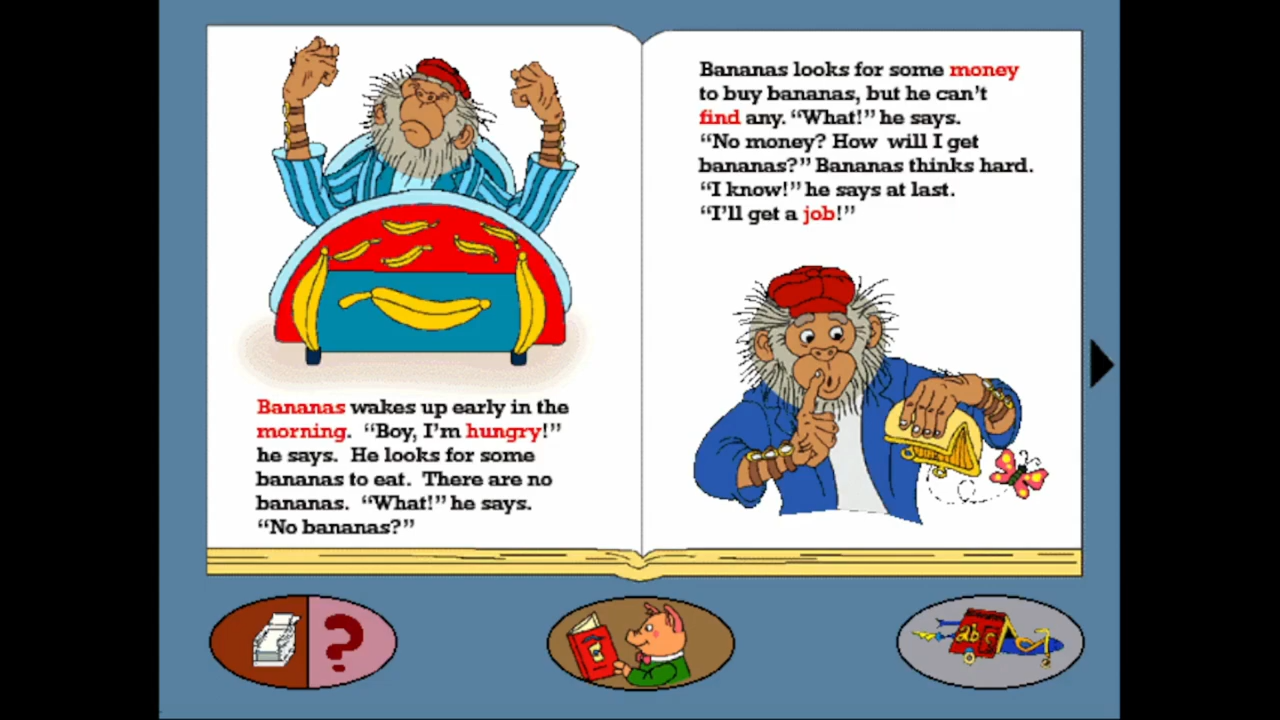 Bananas wakes up early in the
morning. “Boy, I’m hungry!”
he says. He looks for some
bananas to eat. There are no
bananas. “What!” he says.
“No bananas?”
Bananas looks for some money
to buy bananas, but he can’t
find any. “What!” he says.
“No money? How will I get
bananas?” Bananas thinks hard.
“I know!” he says at last.
“I’ll get a job!”
?
abc